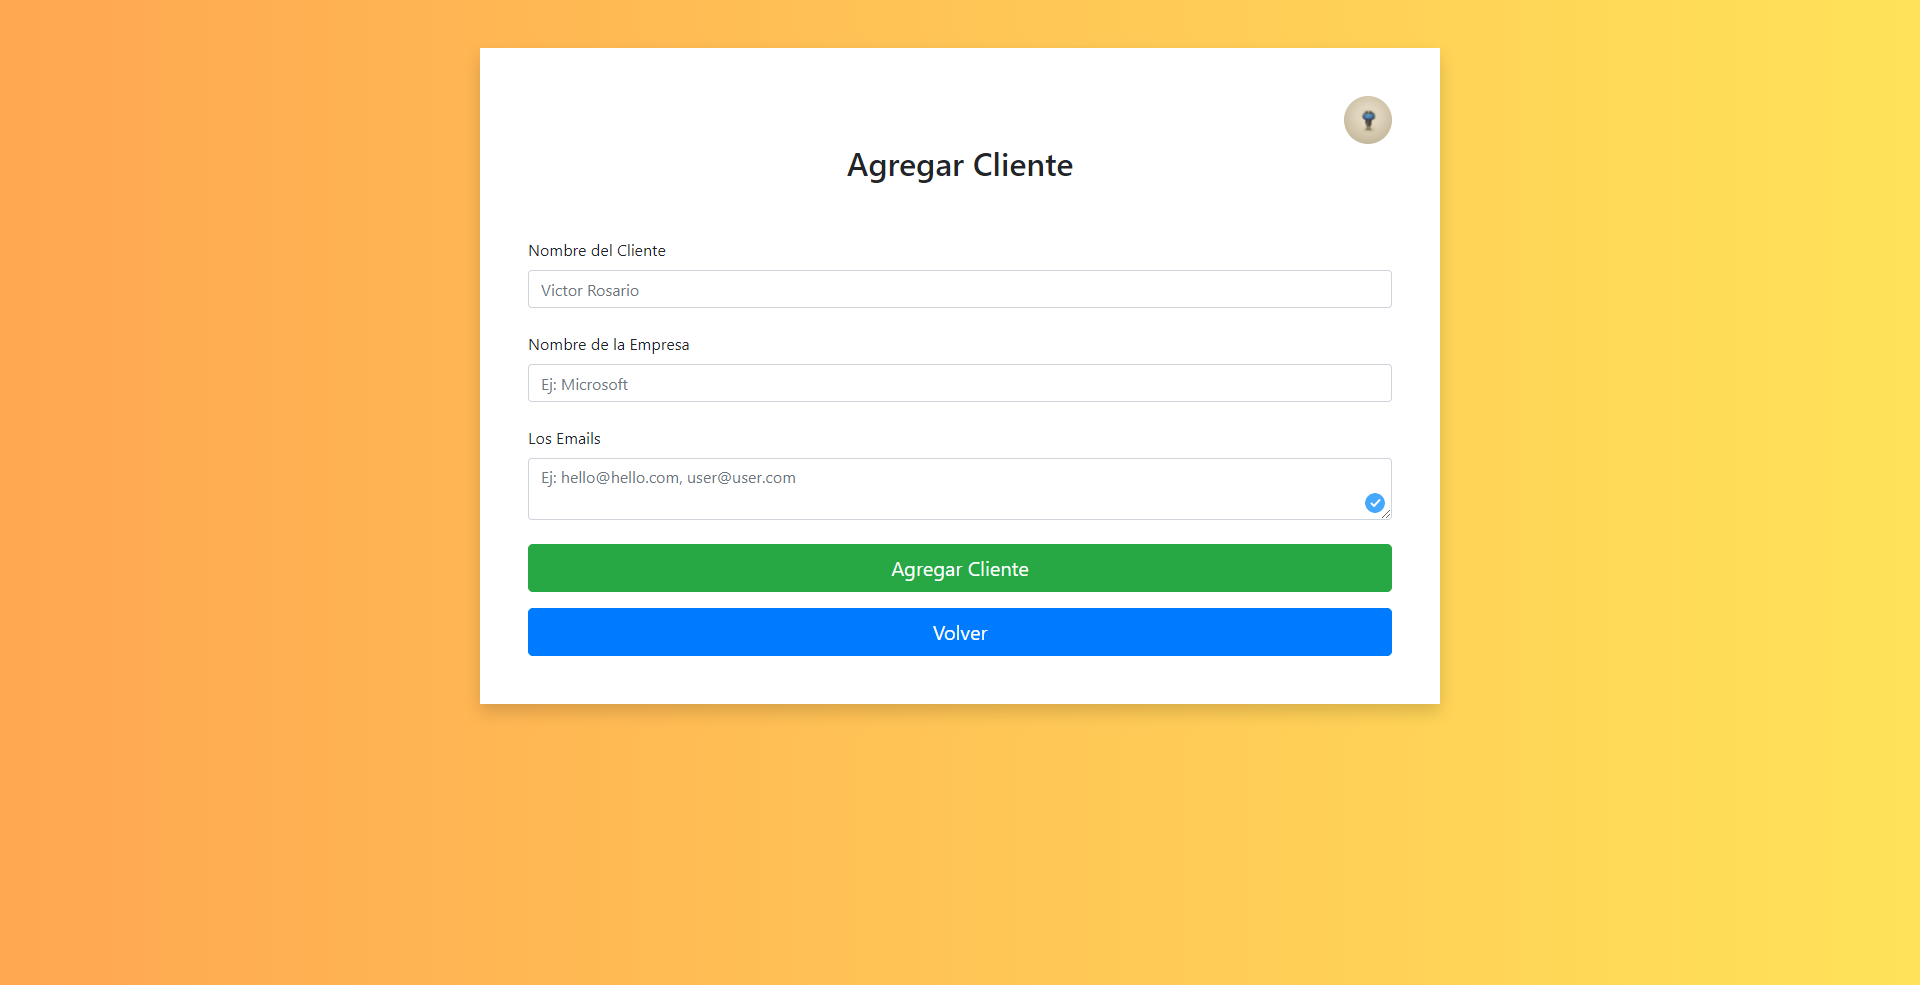 Agregar Cliente
Nombre del Cliente
Victor Rosario
Nombre de la Empresa
Ej: Microsoft
Los Emails
Ej: hello@hello.com, user@user.com
Agregar Cliente
Volver